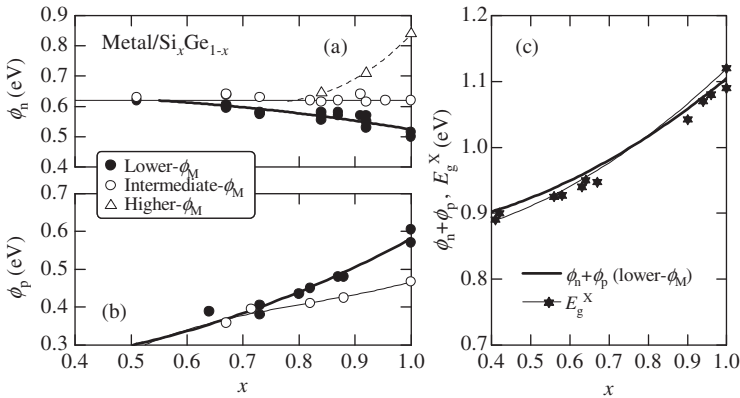 0.9
0.8
0.7
0.6
0.5
0.4
ϕn (eV)
Metal/SixGe1-x
(a)
Lower-ϕM
Intermediate-ϕM
Higher-ϕM
0.7
0.6
0.5
0.4
0.3
ϕp (eV)
(b)
0.4 0.5 0.6 0.7 0.8 0.9 1.0
x
1.2
1.1
1.0
0.9
0.8
0.7
ϕn+ϕp , EgX (eV)
(c)
ϕn+ϕp (lower-ϕM)
EgX
0.4 0.5 0.6 0.7 0.8 0.9 1.0
x